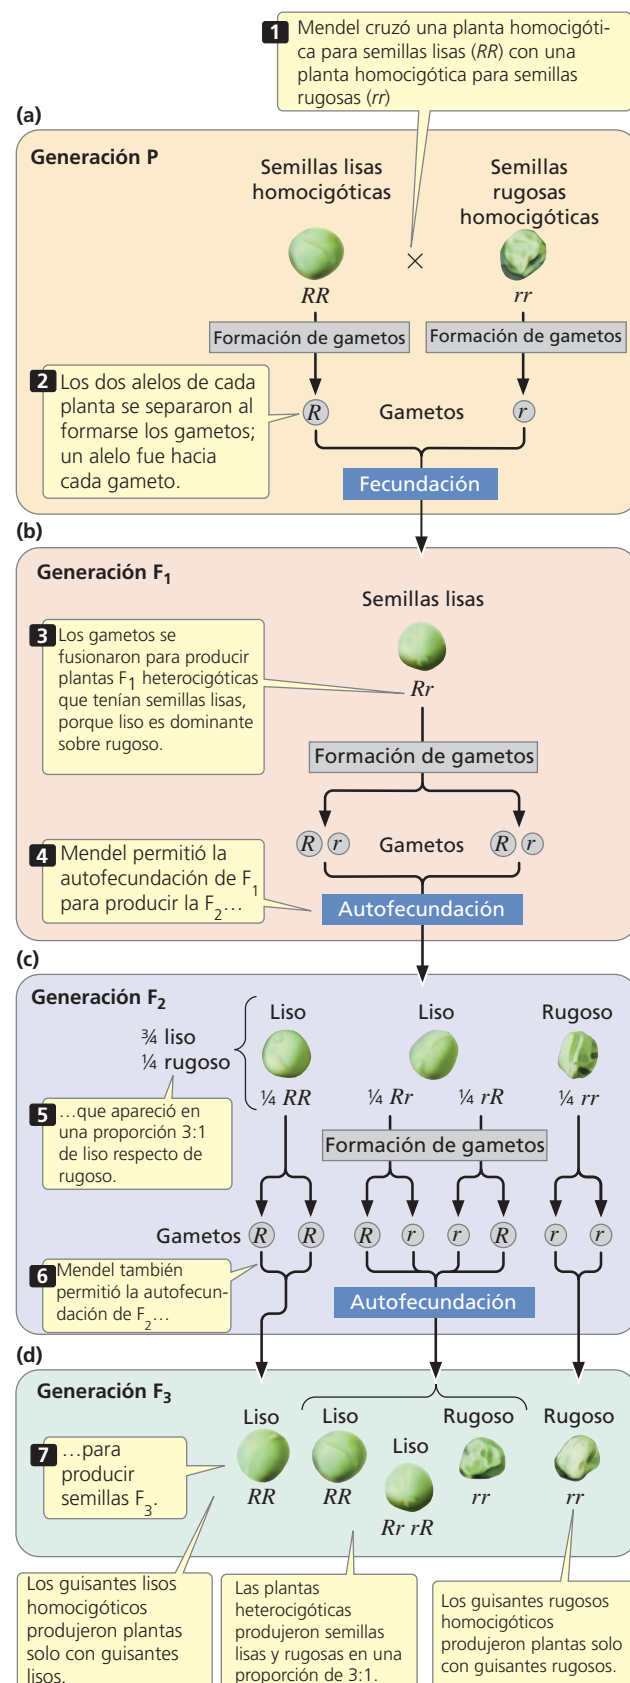 1 Mendel cruzó una planta homocigóti-
ca para semillas lisas (RR) con una
planta homocigótica para semillas
rugosas (rr)
(a)
Generación P
Semillas lisas
homocigóticas
Semillas
rugosas
homocigóticas
×
RR
rr
Formación de gametos
Formación de gametos
2 Los dos alelos de cada
planta se separaron al
formarse los gametos;
un alelo fue hacia
cada gameto.
R Gametos r
Fecundación
(b)
Generación F1
Semillas lisas
3 Los gametos se
fusionaron para producir
plantas F1 heterocigóticas
que tenían semillas lisas,
porque liso es dominante
sobre rugoso.
Rr
Formación de gametos
R r Gametos R r
4 Mendel permitió la
autofecundación de F1
para producir la F2...
Autofecundación
(c)
Generación F2
Liso Liso Rugoso
¾ liso
¼ rugoso
¼ RR ¼ Rr ¼ rR ¼ rr
5 ...que apareció en
una proporción 3:1
de liso respecto de
rugoso.
Formación de gametos
Gametos R R R r r R r r
6 Mendel también
permitió la autofecun-
dación de F2...
Autofecundación
(d)
Generación F3
Liso Liso Liso Rugoso Rugoso
7 ...para
producir
semillas F3.
RR RR Rr rR rr rr
Los guisantes lisos
homocigóticos
produjeron plantas
solo con guisantes
lisos.
Las plantas
heterocigóticas
produjeron semillas
lisas y rugosas en una
proporción de 3:1.
Los guisantes rugosos
homocigóticos
produjeron plantas solo
con guisantes rugosos.